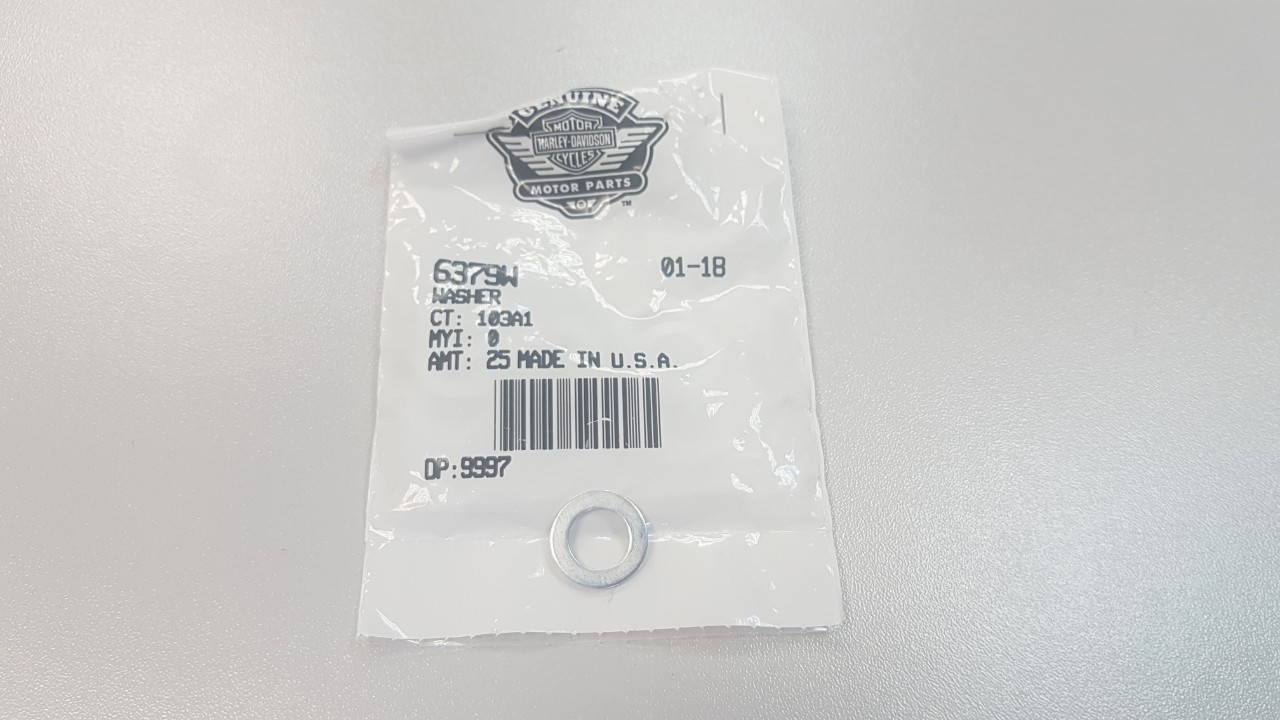 GENUINE
MOTOR
HARLEY-DAVIDSON
CYCLES
MOTOR PARTS
™
6379W 01-18
WASHER
CT: 103A1
MYI: 0
AMT: 25 MADE IN U.S.A.
DP:9997